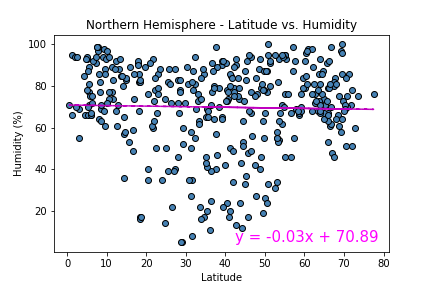 Northern Hemisphere - Latitude vs. Humidity
100
80
60
40
20
Humidity (%)
y = -0.03x + 70.89
0 10 20 30 40 50 60 70 80
Latitude